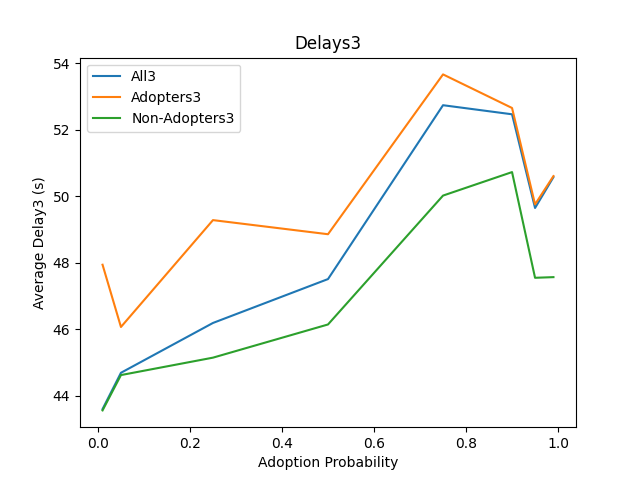 Delays3
All3
Adopters3
Non-Adopters3
Average Delay3 (s)
54
52
50
48
46
44
0.0 0.2 0.4 0.6 0.8 1.0
Adoption Probability